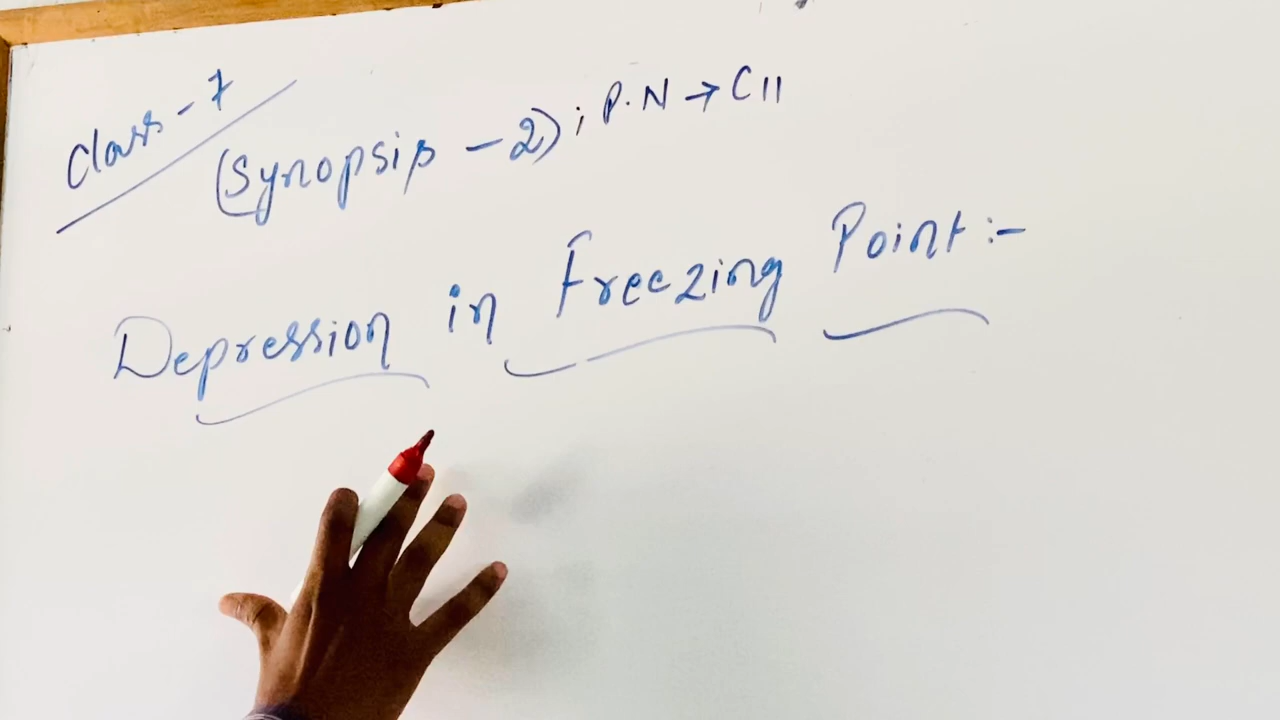 Class - 7
(Synopsis - 2) ; P.N → C11
Depression in Freezing Point :-